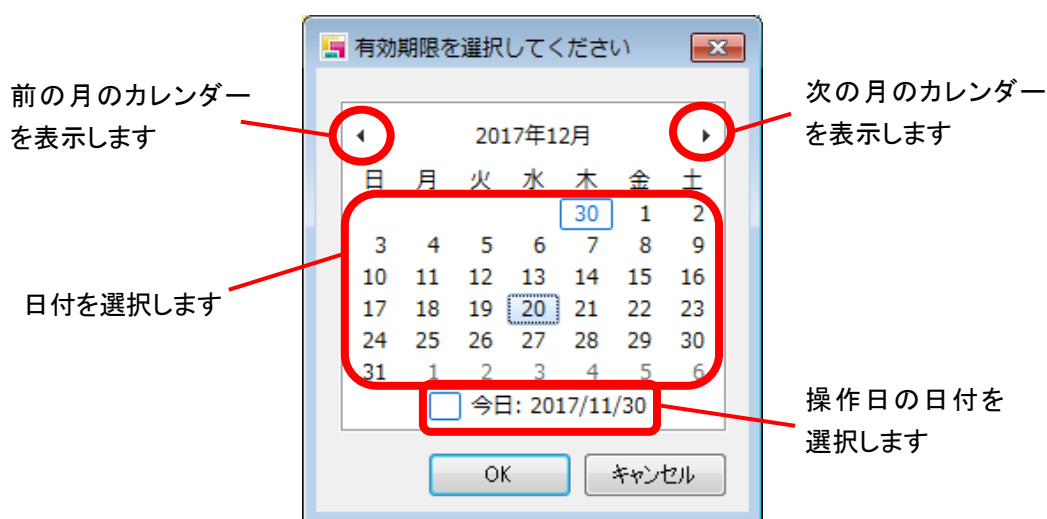 有効期限を選択してください
前の月のカレンダー
を表示します
次の月のカレンダー
を表示します
2017年12月
日 月 火 水 木 金 土
30 1 2
3 4 5 6 7 8 9
10 11 12 13 14 15 16
17 18 19 20 21 22 23
24 25 26 27 28 29 30
31 1 2 3 4 5 6
今日: 2017/11/30
日付を選択します
操作日の日付を
選択します
OK キャンセル